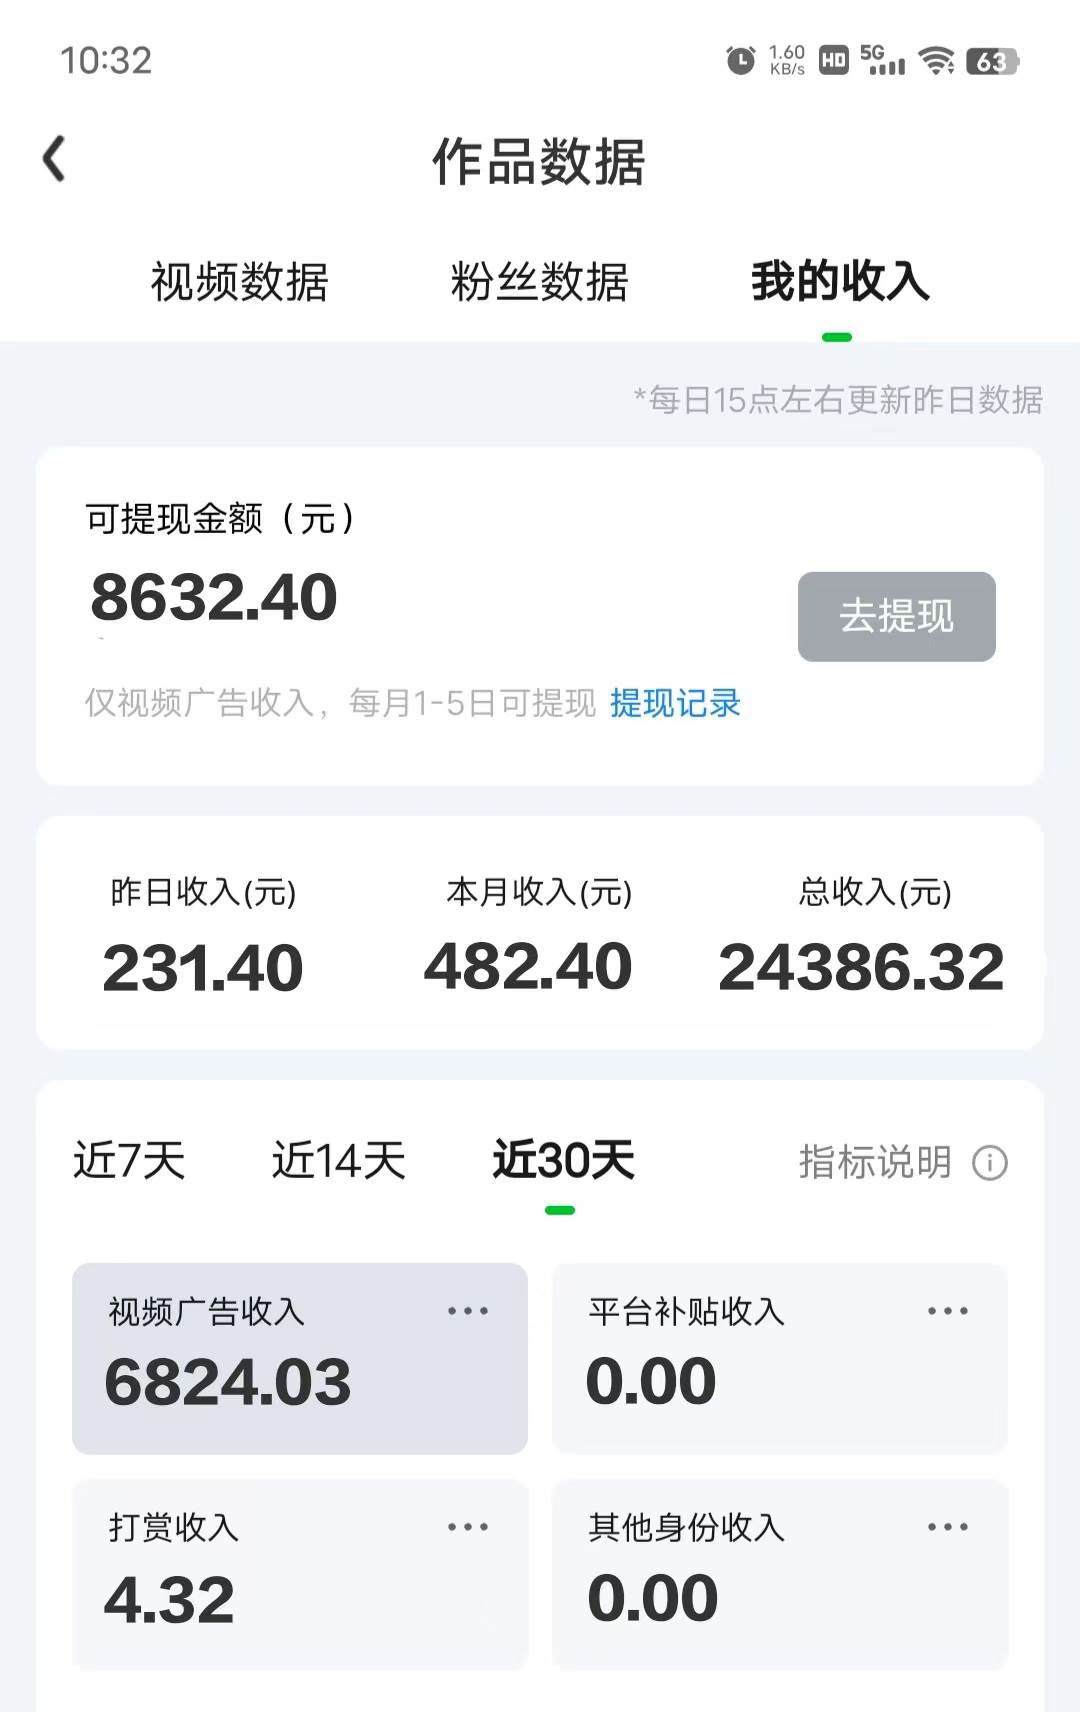 10:32
1.60 KB/s HD 5G 63
作品数据
视频数据 粉丝数据 我的收入
*每日15点左右更新昨日数据
可提现金额（元）
8632.40
去提现
仅视频广告收入，每月1-5日可提现 提现记录
昨日收入(元) 本月收入(元) 总收入(元)
231.40 482.40 24386.32
近7天 近14天 近30天 指标说明
视频广告收入 平台补贴收入
6824.03 0.00
打赏收入 其他身份收入
4.32 0.00